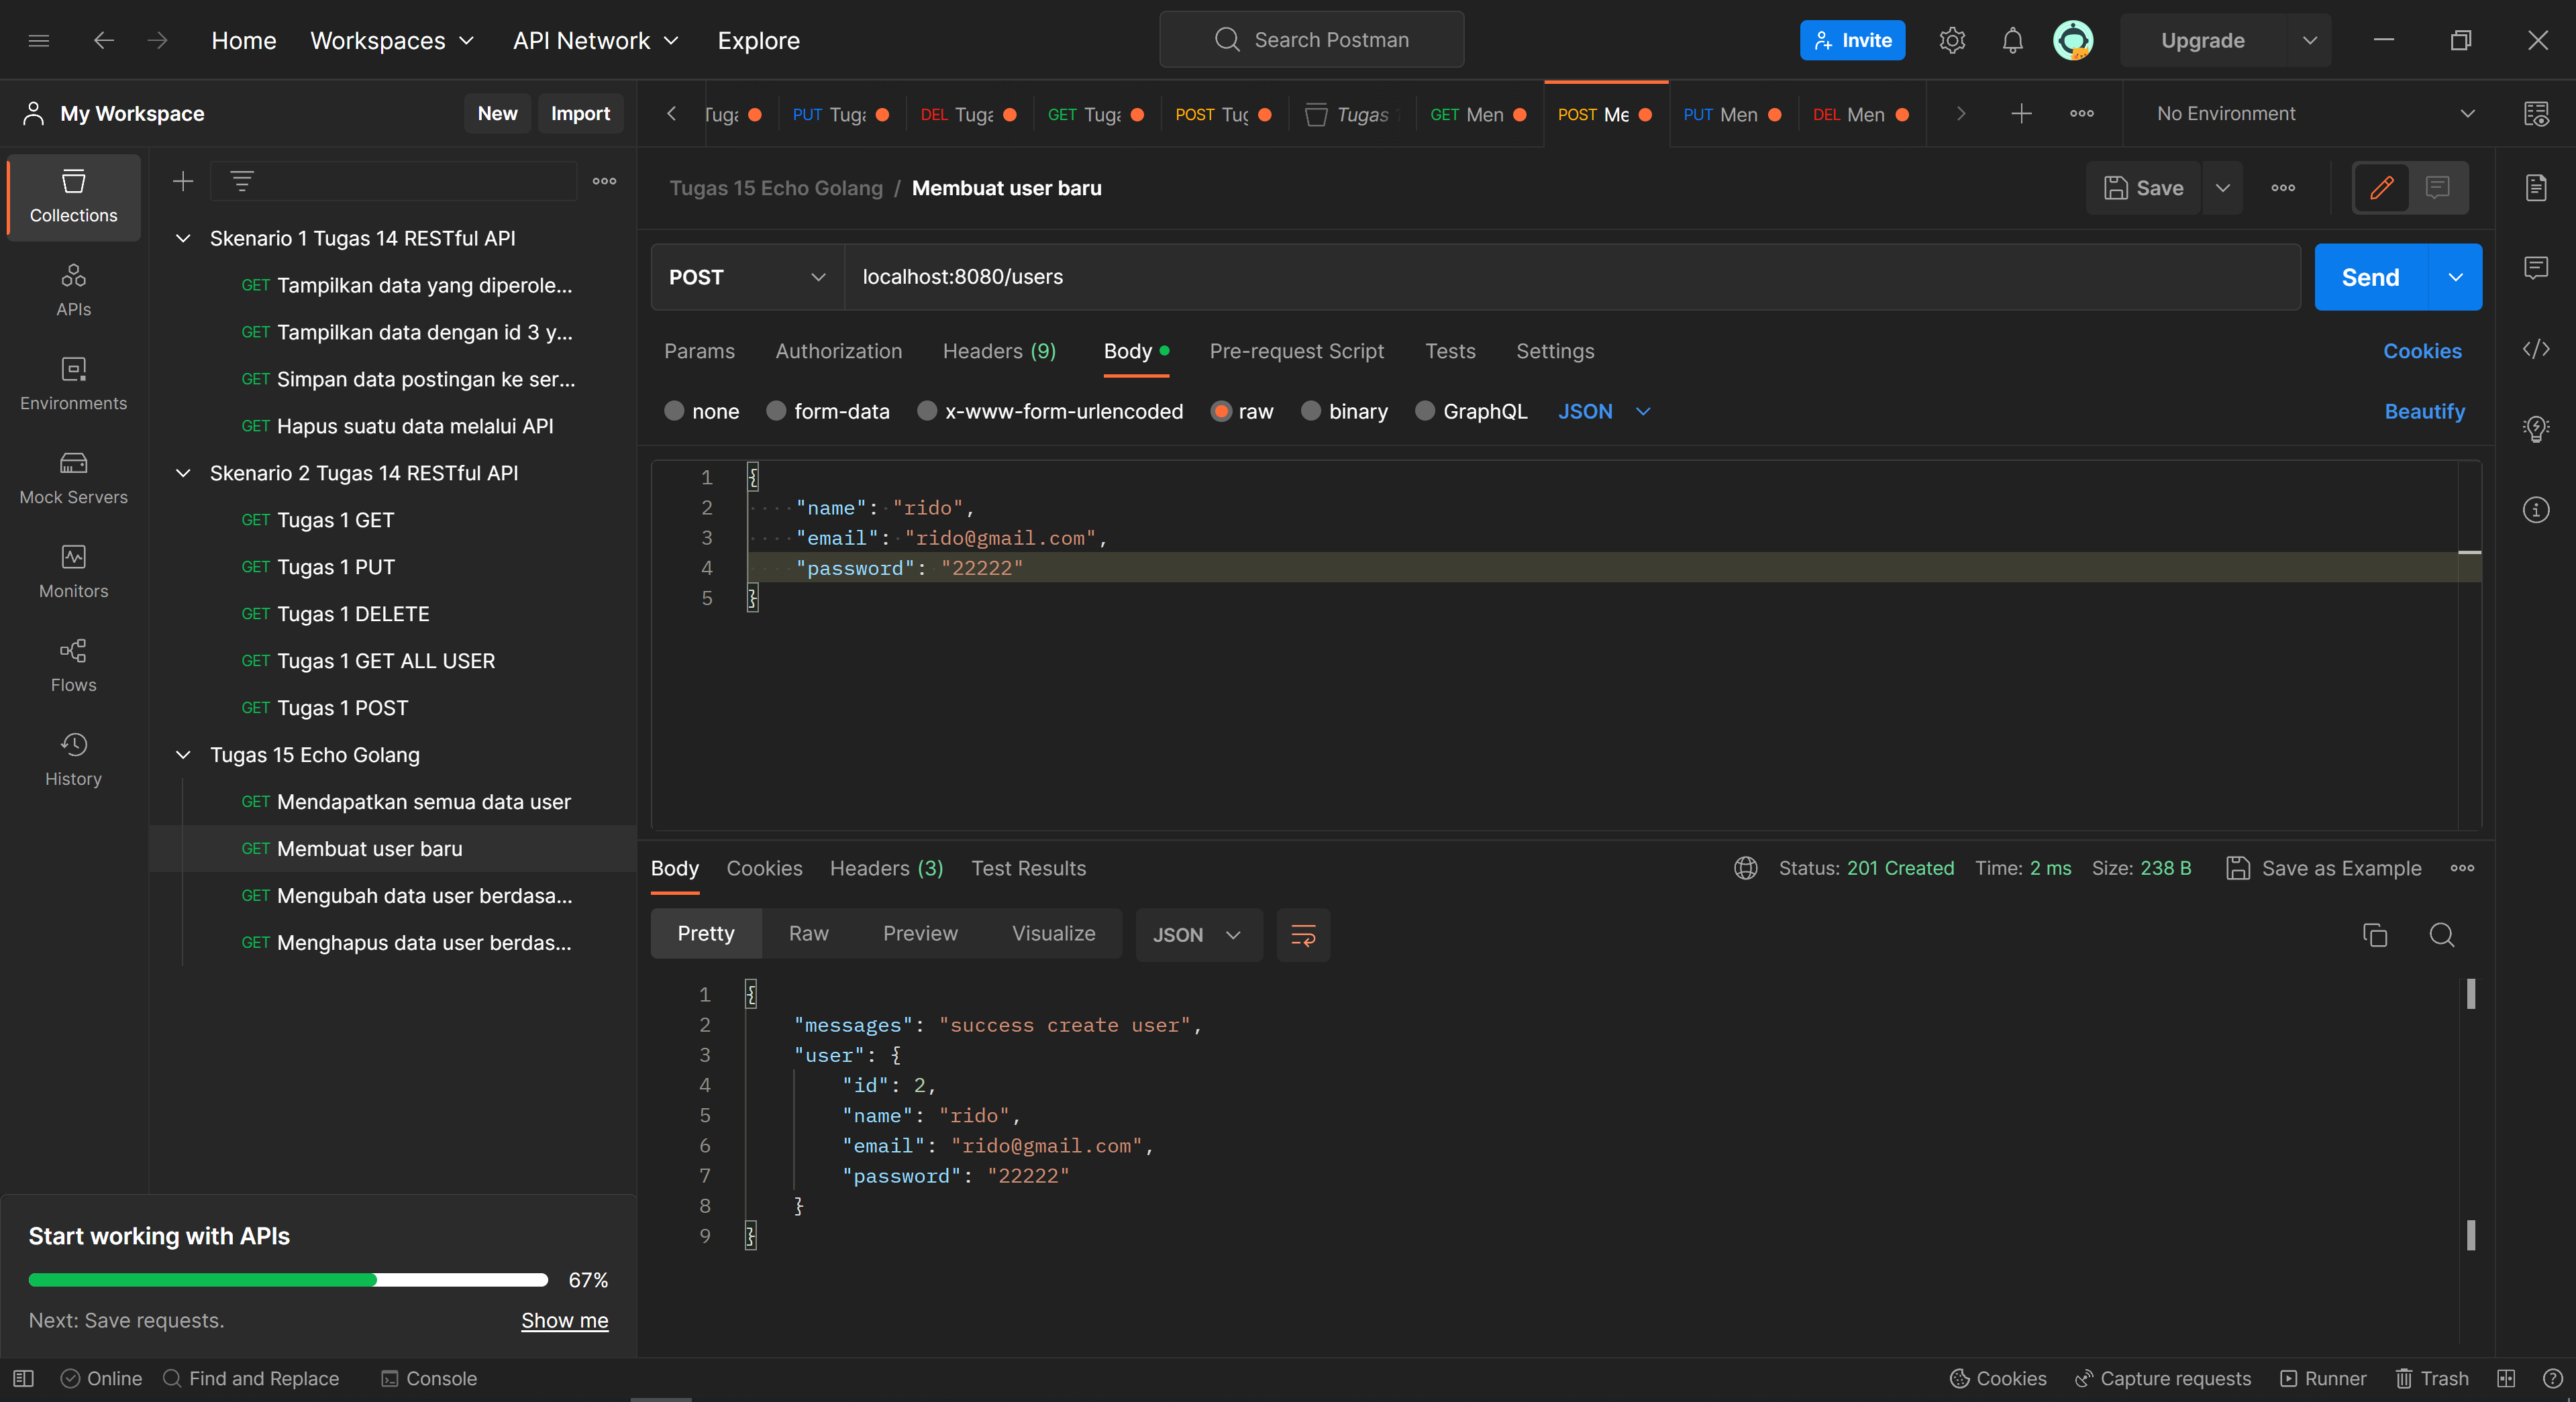 Home Workspaces API Network Explore
Search Postman
Invite
Upgrade
My Workspace
New Import
PUT
DEL
GET
POST
Tugas
GET Men
POST Me
PUT Men
DEL Men
No Environment
Collections
APIs
Environments
Mock Servers
Monitors
Flows
History
Skenario 1 Tugas 14 RESTful API
GET Tampilkan data yang diperole...
GET Tampilkan data dengan id 3 y...
GET Simpan data postingan ke ser...
GET Hapus suatu data melalui API
Skenario 2 Tugas 14 RESTful API
GET Tugas 1 GET
GET Tugas 1 PUT
GET Tugas 1 DELETE
GET Tugas 1 GET ALL USER
GET Tugas 1 POST
Tugas 15 Echo Golang
GET Mendapatkan semua data user
GET Membuat user baru
GET Mengubah data user berdasa...
GET Menghapus data user berdas...
Start working with APIs
67%
Next: Save requests.
Show me
Tugas 15 Echo Golang / Membuat user baru
Save
POST
localhost:8080/users
Send
Params Authorization Headers (9) Body Pre-request Script Tests Settings
Cookies
none form-data x-www-form-urlencoded raw binary GraphQL JSON
Beautify
1 {
2 "name": "rido",
3 "email": "rido@gmail.com",
4 "password": "22222"
5 }
Body Cookies Headers (3) Test Results
Status: 201 Created Time: 2 ms Size: 238 B
Save as Example
Pretty Raw Preview Visualize JSON
1 {
2 "messages": "success create user",
3 "user": {
4 "id": 2,
5 "name": "rido",
6 "email": "rido@gmail.com",
7 "password": "22222"
8 }
9 }
Online Find and Replace Console
Cookies Capture requests Runner Trash